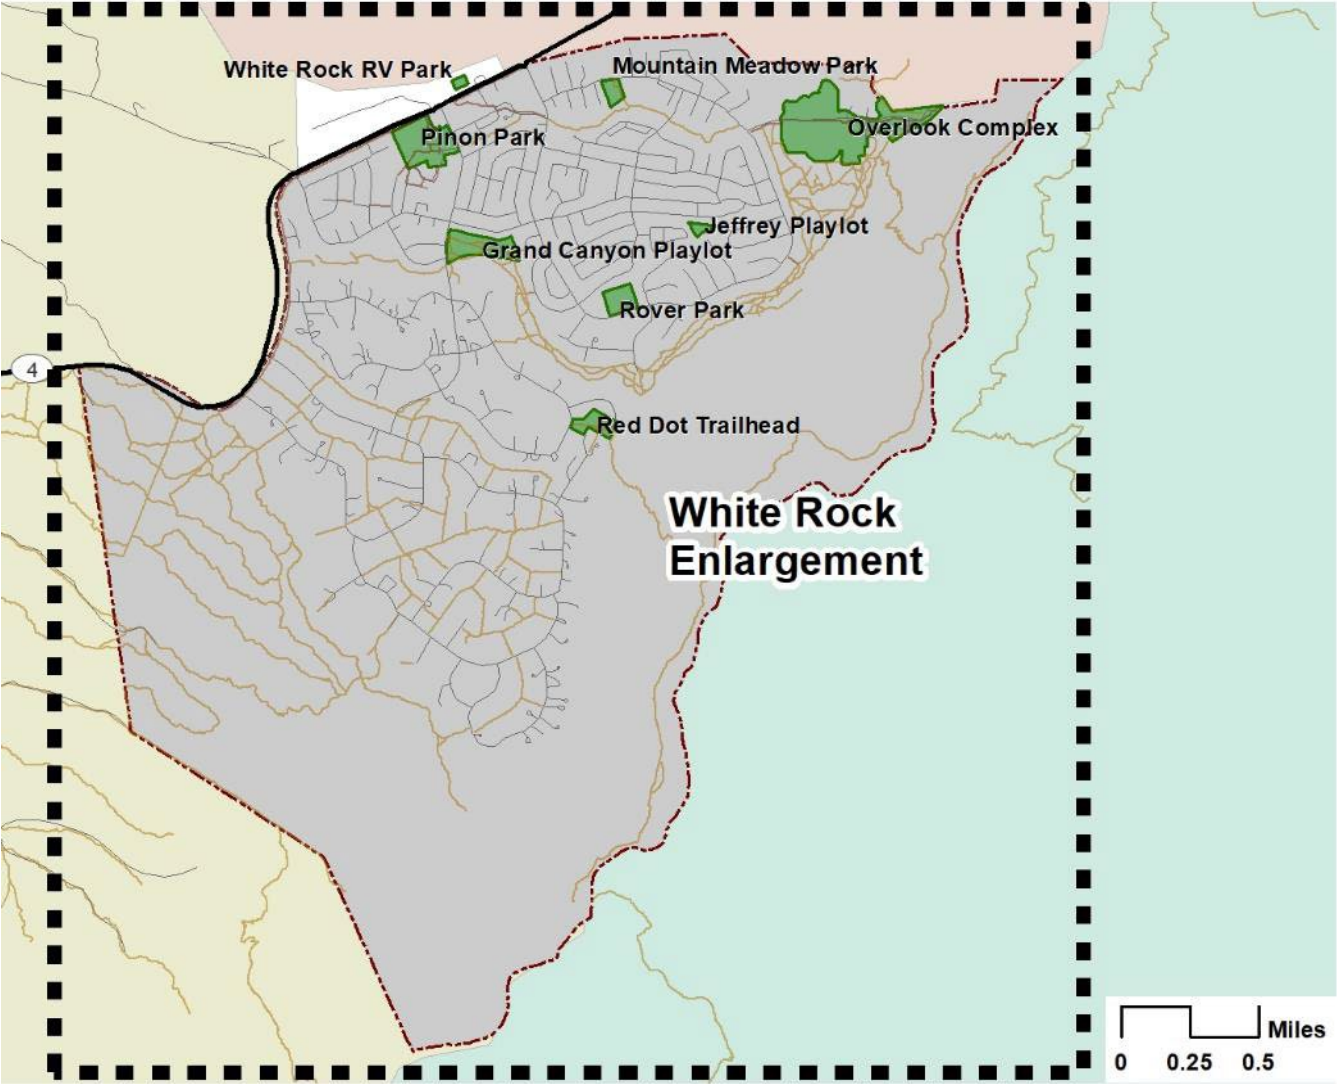 White Rock RV Park
Mountain Meadow Park
Pinon Park
Overlook Complex
Jeffrey Playlot
Grand Canyon Playlot
Rover Park
4
Red Dot Trailhead
White Rock
Enlargement
Miles
0 0.25 0.5